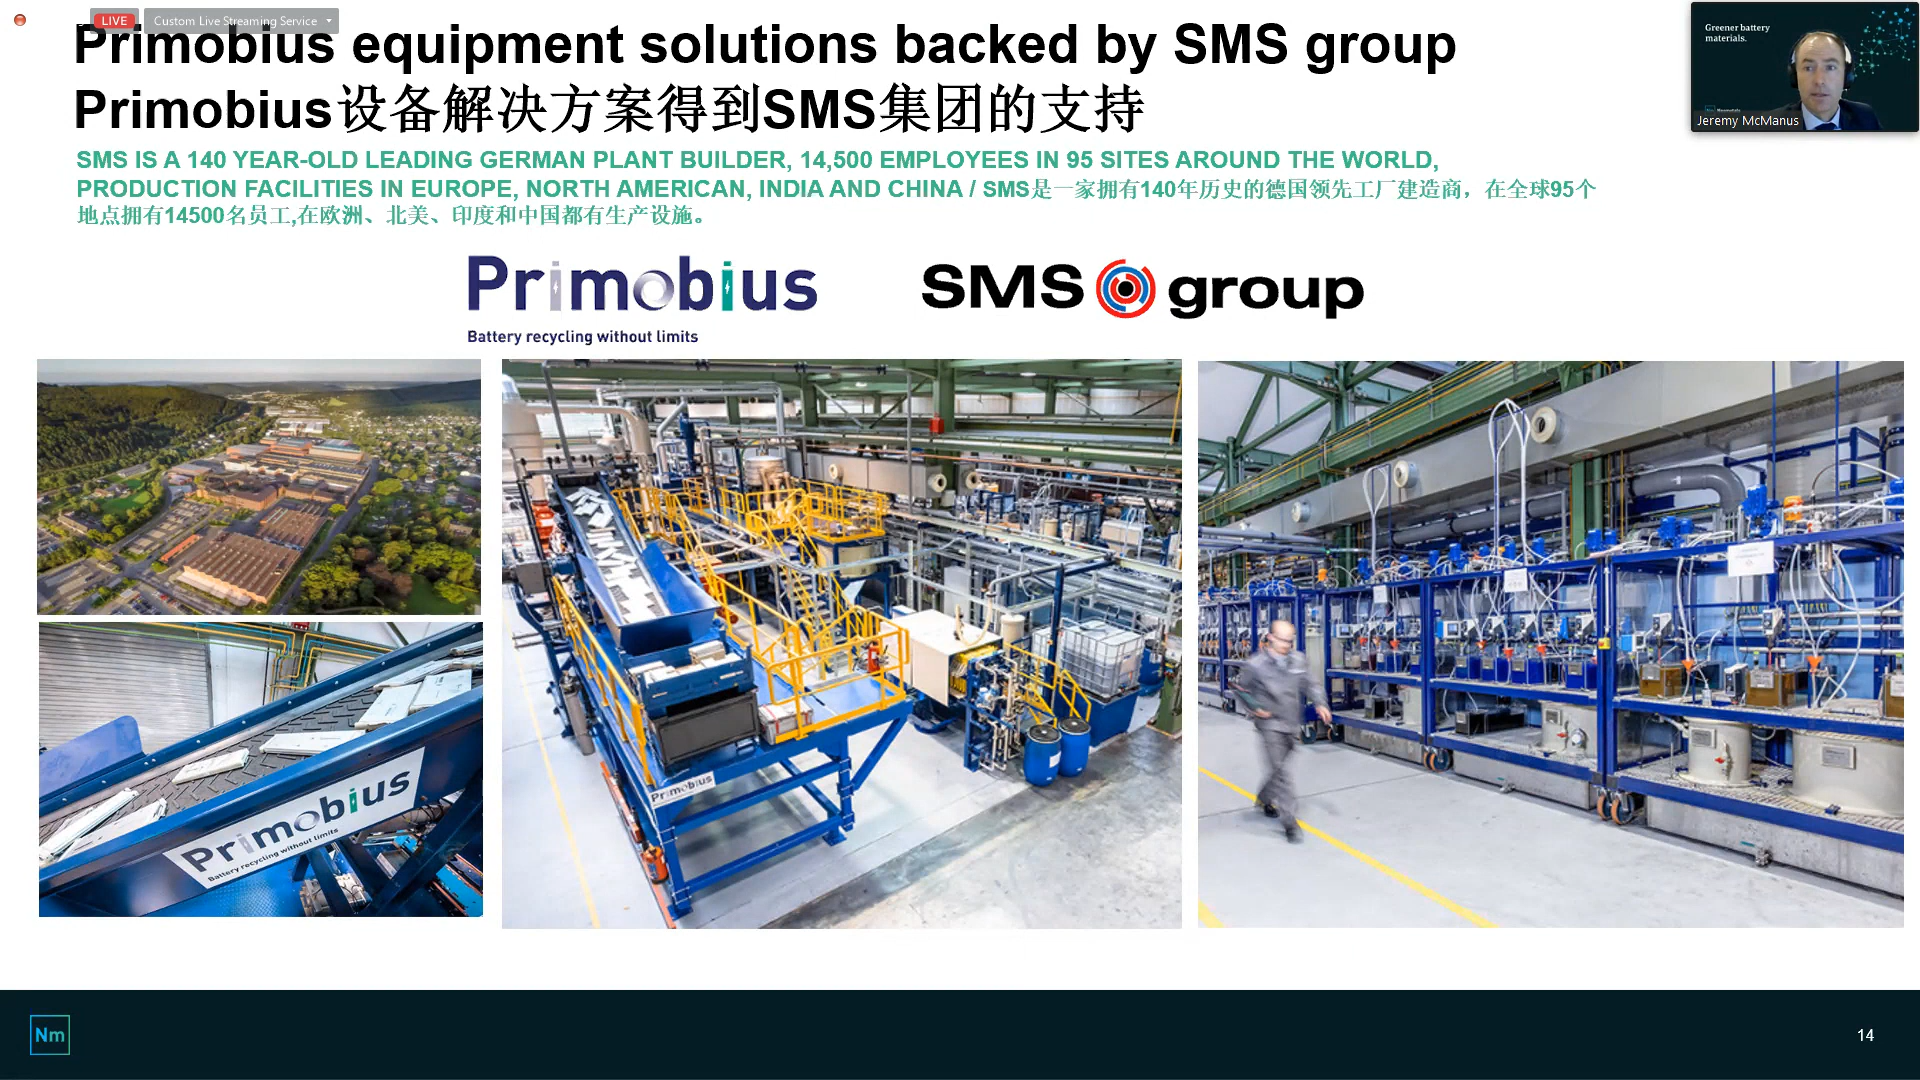 LIVE
Custom Live Streaming Service
Primobius equipment solutions backed by SMS group
Primobius设备解决方案得到SMS集团的支持
SMS IS A 140 YEAR-OLD LEADING GERMAN PLANT BUILDER, 14,500 EMPLOYEES IN 95 SITES AROUND THE WORLD,
PRODUCTION FACILITIES IN EUROPE, NORTH AMERICAN, INDIA AND CHINA / SMS是一家拥有140年历史的德国领先工厂建造商，在全球95个
地点拥有14500名员工,在欧洲、北美、印度和中国都有生产设施。
Greener battery
materials.
Jeremy McManus
Primobius
Battery recycling without limits
SMS group
Primobius
Battery recycling without limits
Primobius
Nm
14